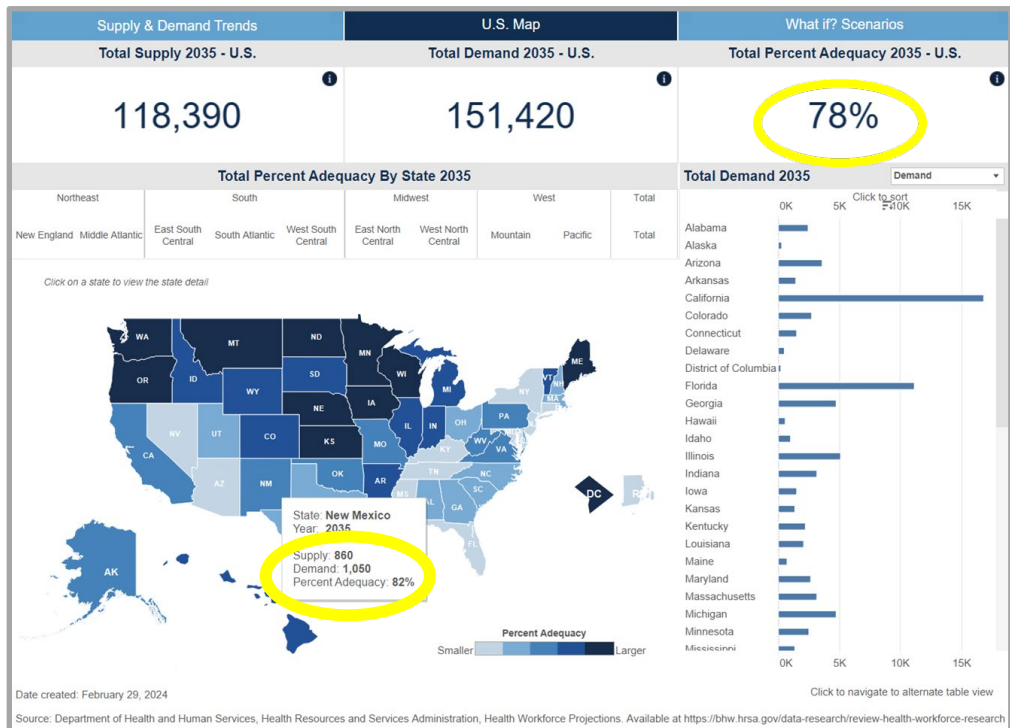 Supply & Demand Trends
U.S. Map
What if? Scenarios
Total Supply 2035 - U.S.
Total Demand 2035 - U.S.
Total Percent Adequacy 2035 - U.S.
118,390
151,420
78%
Total Percent Adequacy By State 2035
Northeast South Midwest West Total
New England Middle Atlantic East South Central South Atlantic West South Central East North Central West North Central Mountain Pacific Total
Click on a state to view the state detail
WA
MT
ND
MN
WI
ME
OR
ID
WY
SD
MI
VT
NH
NY
MA
NE
IA
IL
IN
OH
PA
NV
UT
CO
KS
MO
KY
WV
VA
CA
AZ
NM
OK
AR
TN
NC
SC
MS
AL
GA
FL
DC
AK
State: New Mexico
Year: 2035
Supply: 860
Demand: 1,050
Percent Adequacy: 82%
Percent Adequacy
Smaller Larger
Total Demand 2035
Demand
Click to sort
0K 5K 10K 15K
Alabama
Alaska
Arizona
Arkansas
California
Colorado
Connecticut
Delaware
District of Columbia
Florida
Georgia
Hawaii
Idaho
Illinois
Indiana
Iowa
Kansas
Kentucky
Louisiana
Maine
Maryland
Massachusetts
Michigan
Minnesota
Mississippi
0K 5K 10K 15K
Date created: February 29, 2024
Click to navigate to alternate table view
Source: Department of Health and Human Services, Health Resources and Services Administration, Health Workforce Projections. Available at https://bhw.hrsa.gov/data-research/review-health-workforce-research